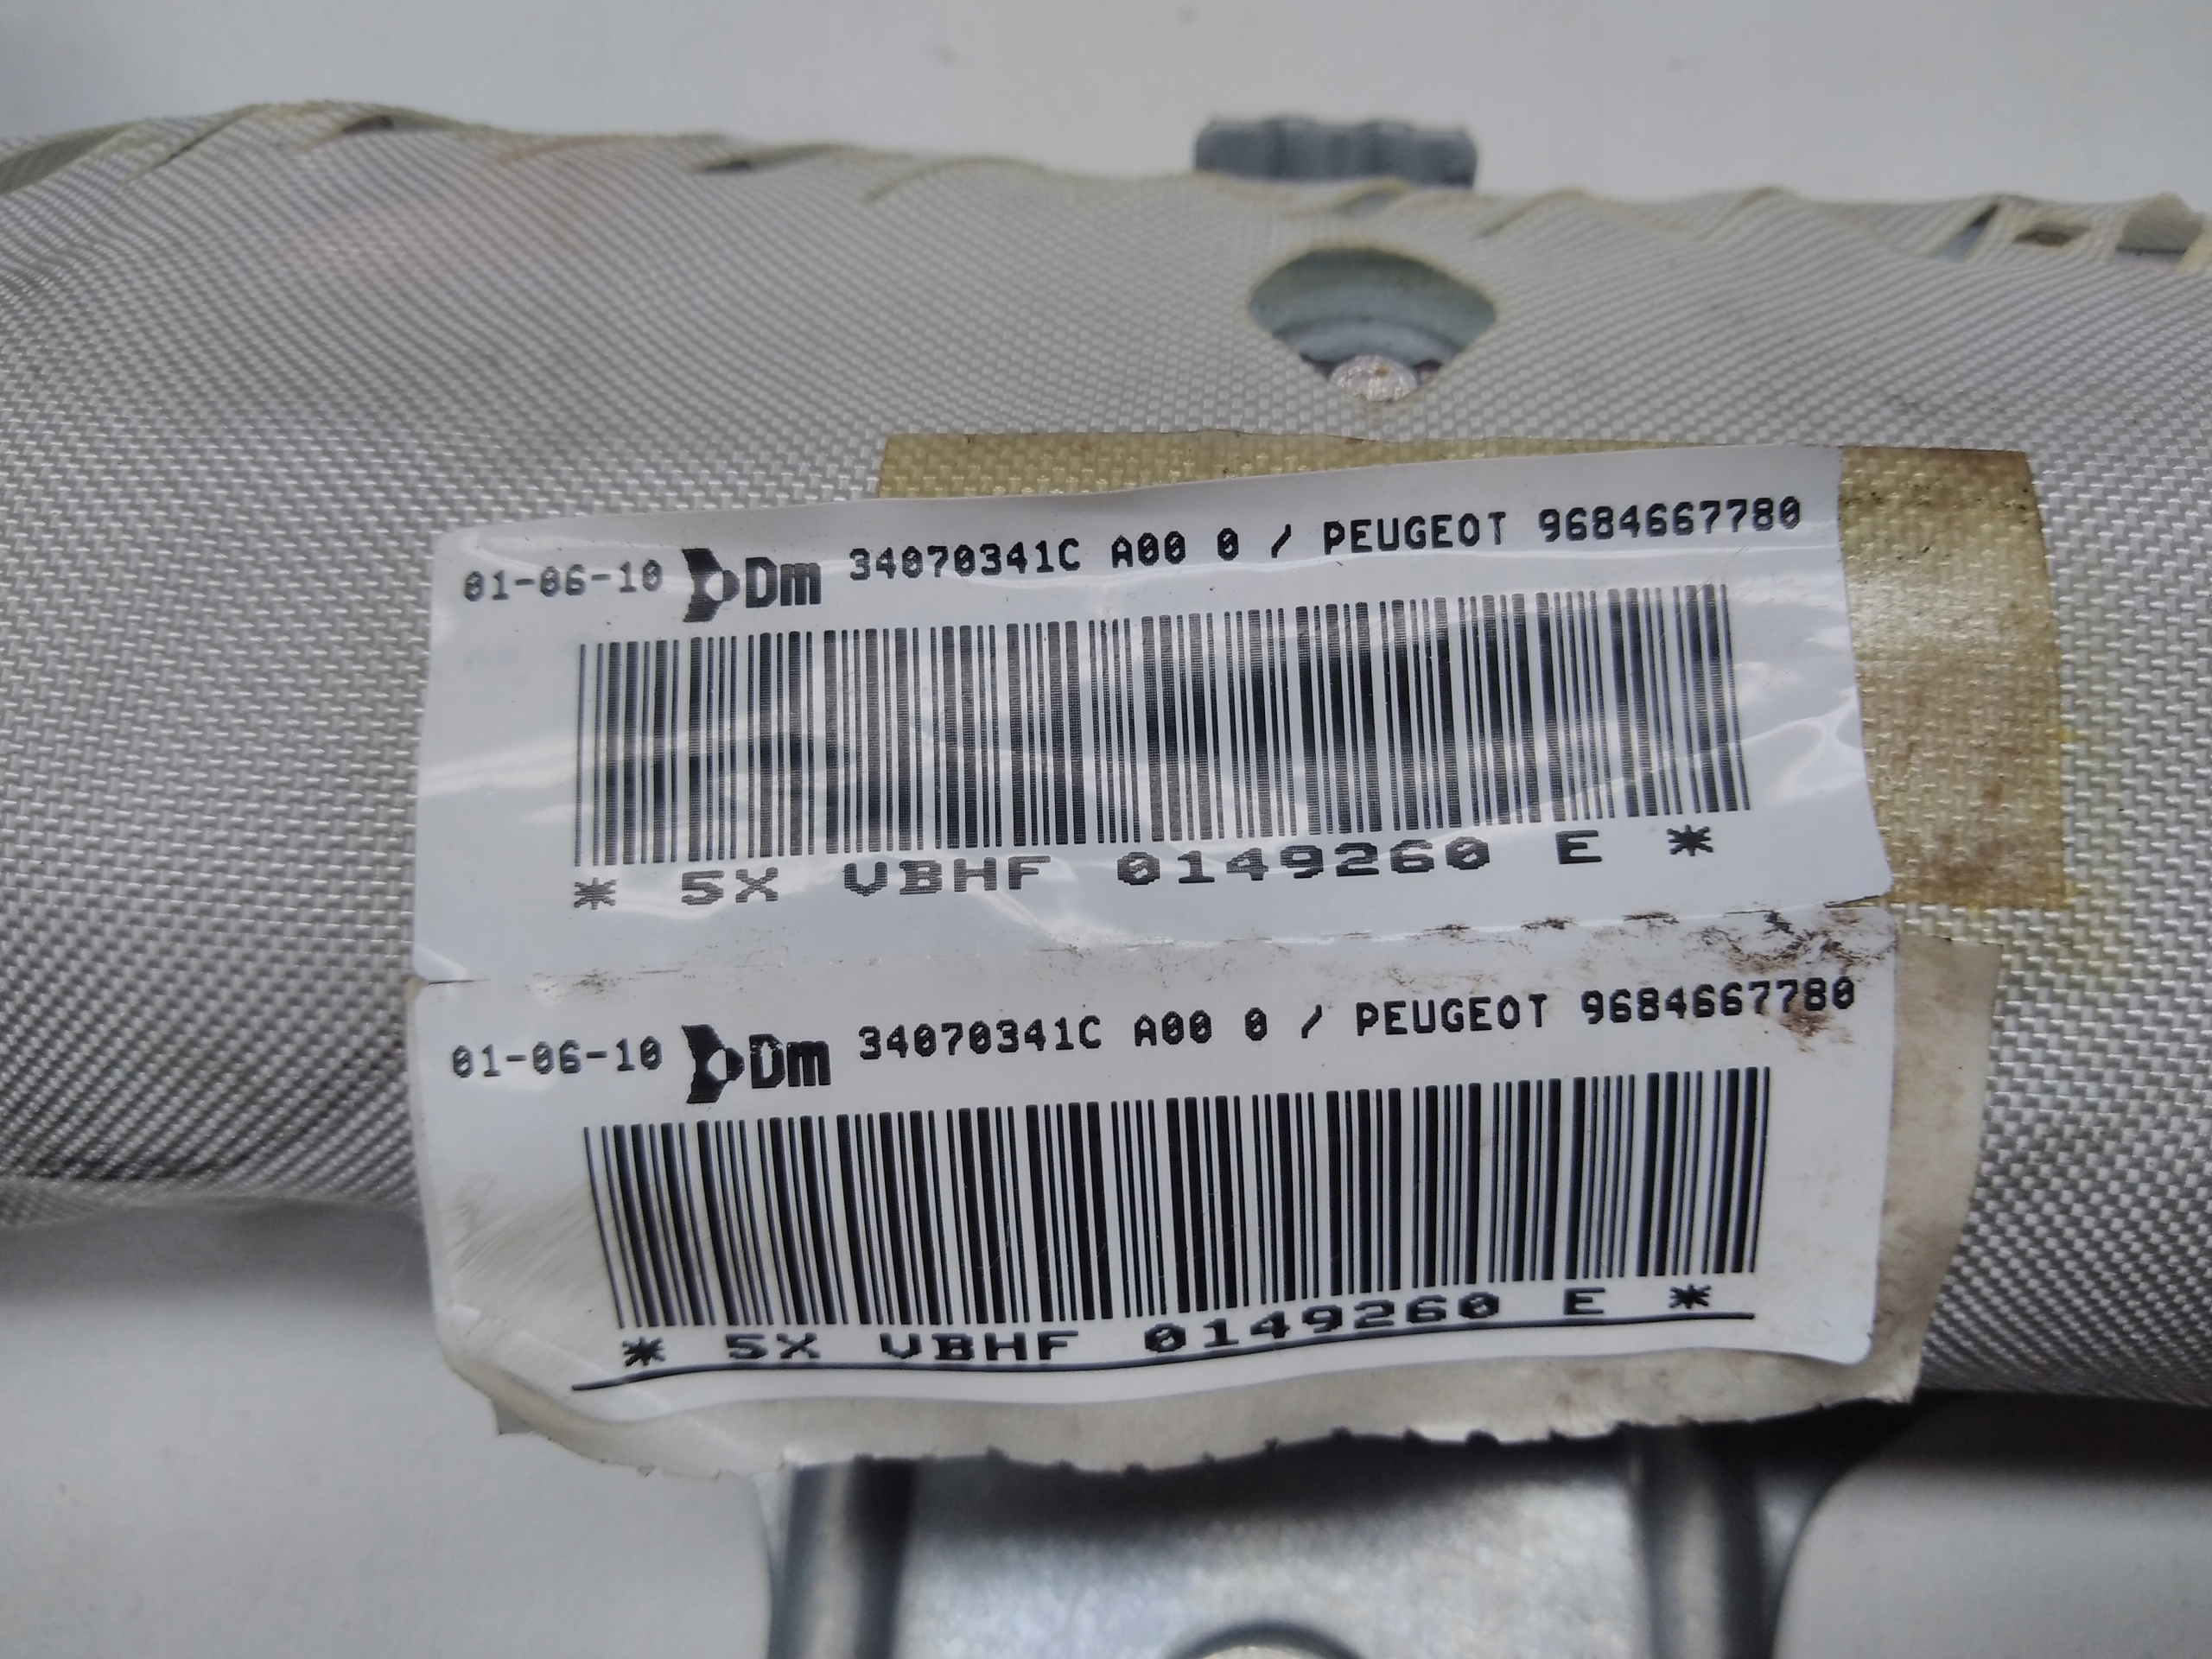 01-06-10 Dm 34070341C A00 0 / PEUGEOT 9684667780
* 5X VBHF 0149260 E *
01-06-10 Dm 34070341C A00 0 / PEUGEOT 9684667780
* 5X VBHF 0149260 E *